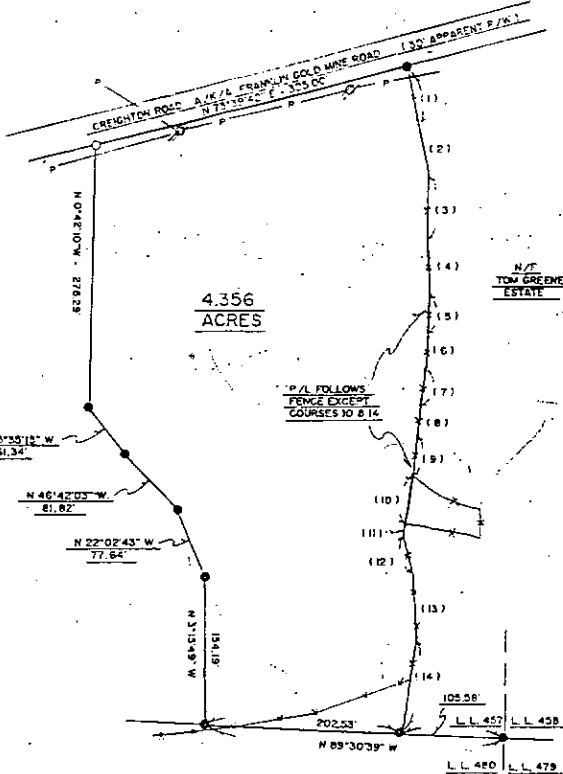 CREIGHTON ROAD A/K/A FRANKLIN GOLD MINE ROAD (30' APPARENT R/W)
P
P
P
P
(1)
(2)
(3)
N 0°42'10" W - 276.29'
(4)
N/F
TOM GREENE
ESTATE
4.356
ACRES
(5)
(6)
P/L FOLLOWS
FENCE EXCEPT
COURSES 10 & 14
(7)
(8)
(9)
N 46°42'03" W
81.82'
(10)
(11)
N 22°02'43" W
77.64'
(12)
(13)
154.19'
(14)
105.58'
202.53'
N 89°30'39" W
L.L. 457
L.L. 458
L.L. 480
L.L. 479